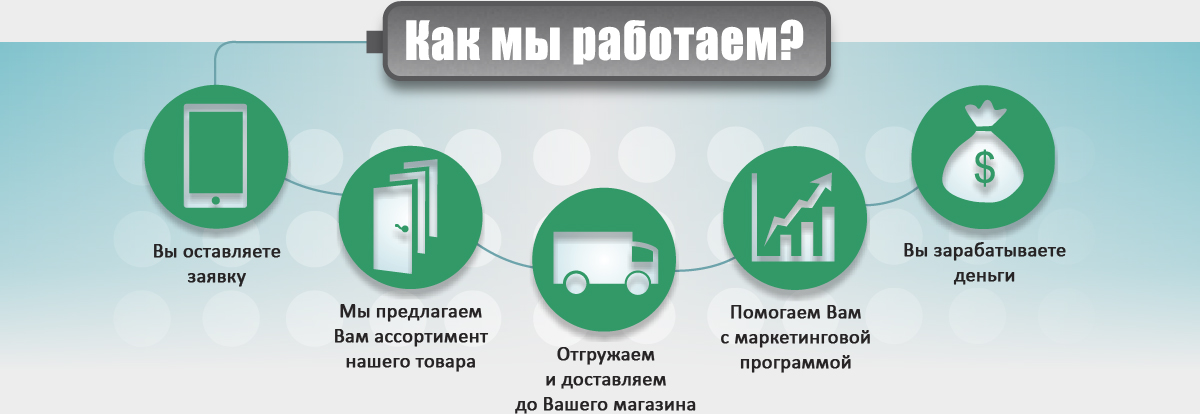 Как мы работаем?
Вы оставляете
заявку
Мы предлагаем
Вам ассортимент
нашего товара
Отгружаем
и доставляем
до Вашего магазина
Помогаем Вам
с маркетинговой
программой
$
Вы зарабатываете
деньги